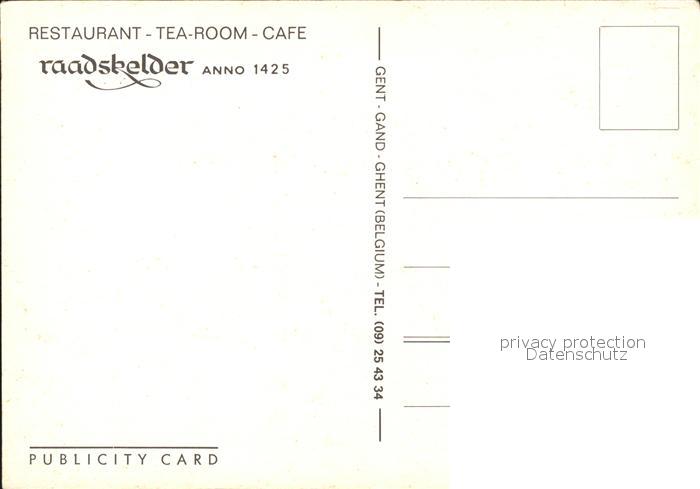 RESTAURANT - TEA-ROOM - CAFE
raadskelder ANNO 1425
GENT - GAND - GHENT (BELGIUM) - TEL. (09) 25 43 34
privacy protection
Datenschutz
PUBLICITY CARD